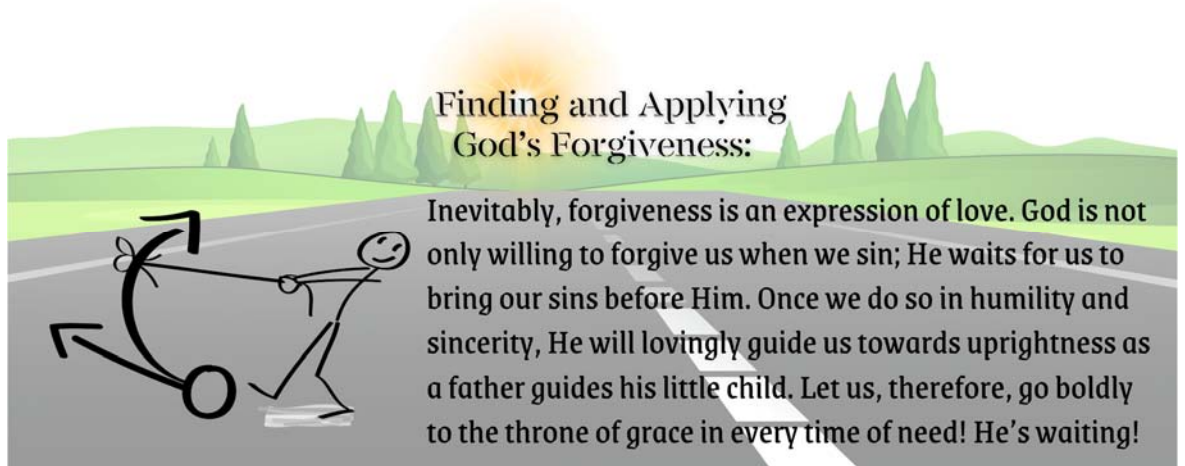 Finding and Applying
God's Forgiveness:
Inevitably, forgiveness is an expression of love. God is not
only willing to forgive us when we sin; He waits for us to
bring our sins before Him. Once we do so in humility and
sincerity, He will lovingly guide us towards uprightness as
a father guides his little child. Let us, therefore, go boldly
to the throne of grace in every time of need! He's waiting!